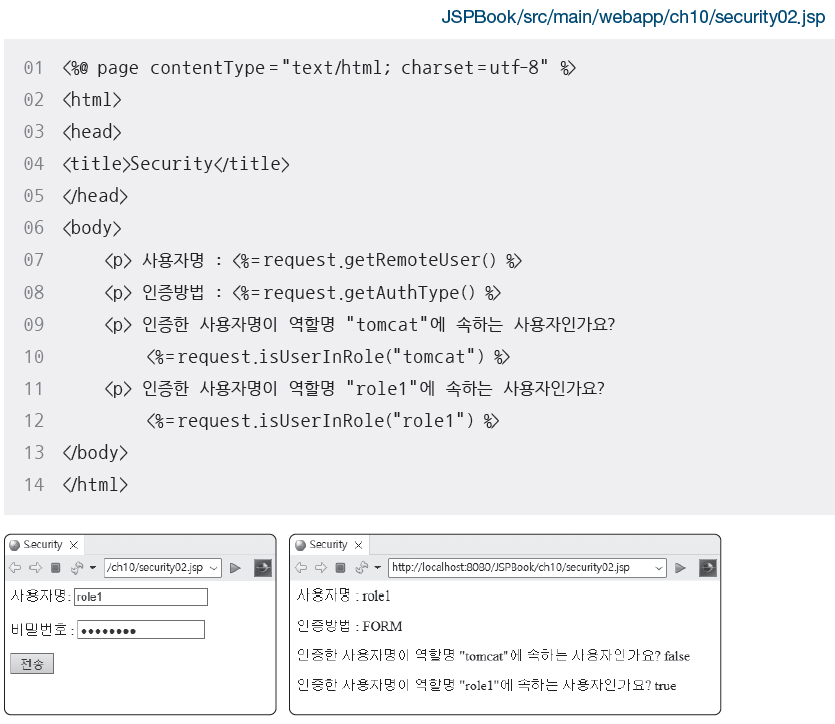 JSPBook/src/main/webapp/ch10/security02.jsp
01 <%@ page contentType="text/html; charset=utf-8" %>
02 <html>
03 <head>
04 <title>Security</title>
05 </head>
06 <body>
07 <p> 사용자명 : <%=request.getRemoteUser() %>
08 <p> 인증방법 : <%=request.getAuthType() %>
09 <p> 인증한 사용자명이 역할명 "tomcat"에 속하는 사용자인가요?
10 <%=request.isUserInRole("tomcat") %>
11 <p> 인증한 사용자명이 역할명 "role1"에 속하는 사용자인가요?
12 <%=request.isUserInRole("role1") %>
13 </body>
14 </html>
Security
/ch10/security02.jsp
사용자명: role1
비밀번호 : ●●●●●●●●
전송
Security
http://localhost:8080/JSPBook/ch10/security02.jsp
사용자명 : role1
인증방법 : FORM
인증한 사용자명이 역할명 "tomcat"에 속하는 사용자인가요? false
인증한 사용자명이 역할명 "role1"에 속하는 사용자인가요? true